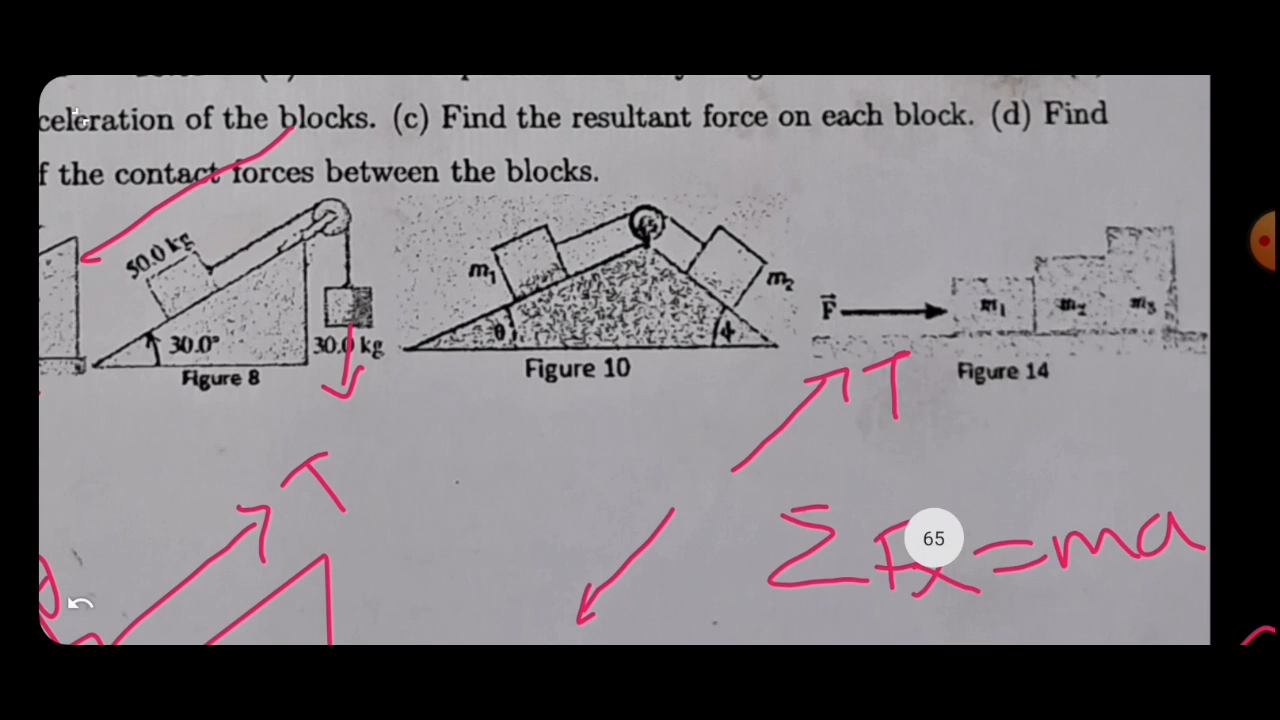 celeration of the blocks. (c) Find the resultant force on each block. (d) Find
f the contact forces between the blocks.
50.0 kg
30.0°
30.0 kg
Figure 8
m₁
m₂
θ
Figure 10
F⃗
m₁
m₂
m₃
Figure 14
T
T
ΣFx=ma
65